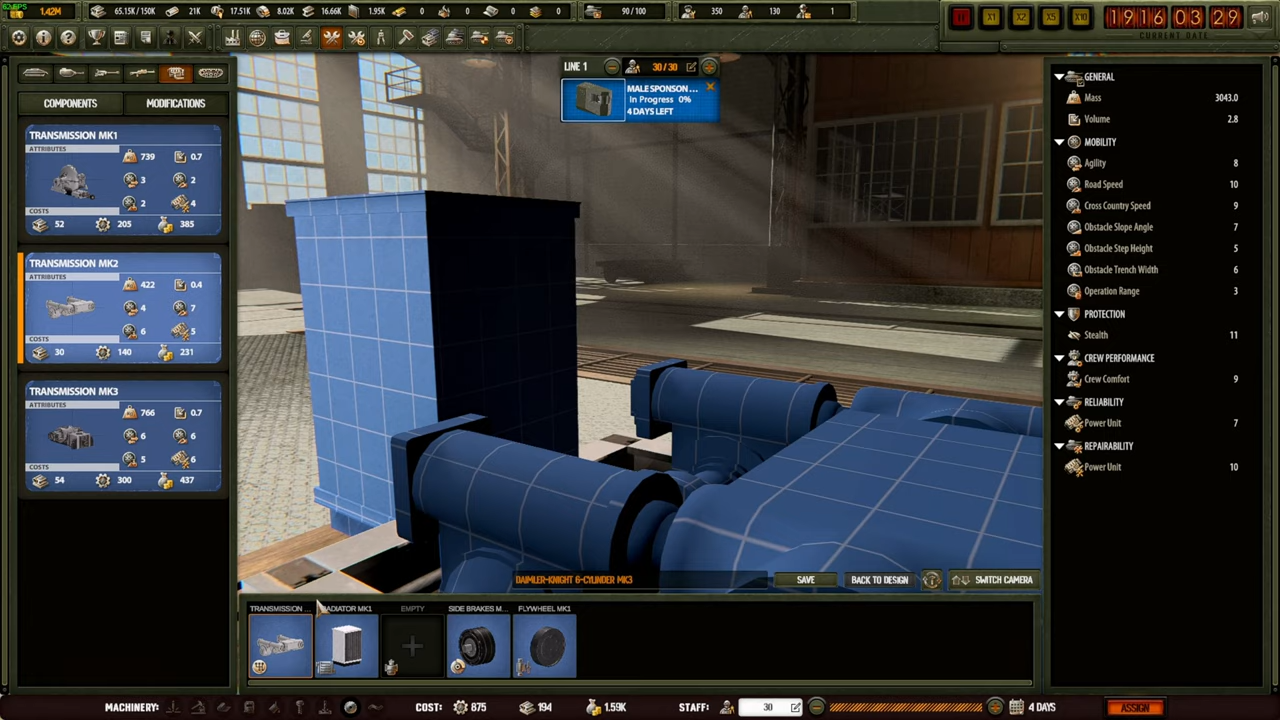 1.42M 65.15K/150K 21K 17.51K 8.02K 16.66K 1.95K 0 0 0 0 0 90/100 350 130 1
X1 X2 X5 X10 1916 03 29
CURRENT DATE
LINE 1 30/30
MALE SPONSON ...
In Progress 0%
4 DAYS LEFT
COMPONENTS MODIFICATIONS
TRANSMISSION MK1
ATTRIBUTES
739 0.7
3 2
2 4
COSTS
52 205 385
TRANSMISSION MK2
ATTRIBUTES
422 0.4
4 7
6 5
COSTS
30 140 231
TRANSMISSION MK3
ATTRIBUTES
766 0.7
6 6
5 6
COSTS
54 300 437
GENERAL
Mass 3043.0
Volume 2.8
MOBILITY
Agility 8
Road Speed 10
Cross Country Speed 9
Obstacle Slope Angle 7
Obstacle Step Height 5
Obstacle Trench Width 6
Operation Range 3
PROTECTION
Stealth 11
CREW PERFORMANCE
Crew Comfort 9
RELIABILITY
Power Unit 7
REPAIRABILITY
Power Unit 10
DAIMLER-KNIGHT 6-CYLINDER MK3 SAVE BACK TO DESIGN SWITCH CAMERA
TRANSMISSION ... RADIATOR MK1 EMPTY SIDE BRAKES M... FLYWHEEL MK1
MACHINERY: COST: 875 194 1.59K STAFF: 30 4 DAYS ASSIGN